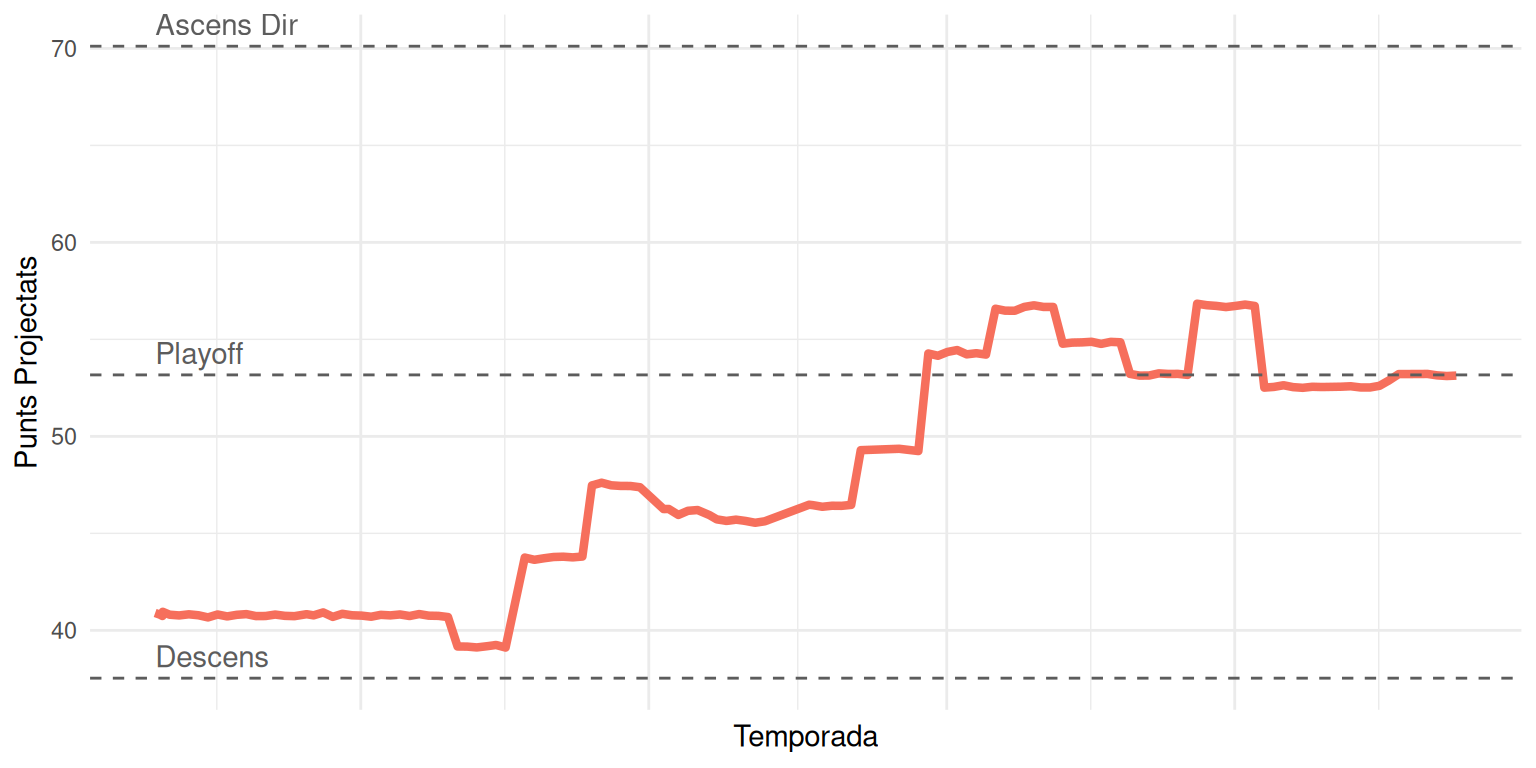 Ascens Dir
70
60
Playoff
50
40
Descens
Punts Projectats
Temporada